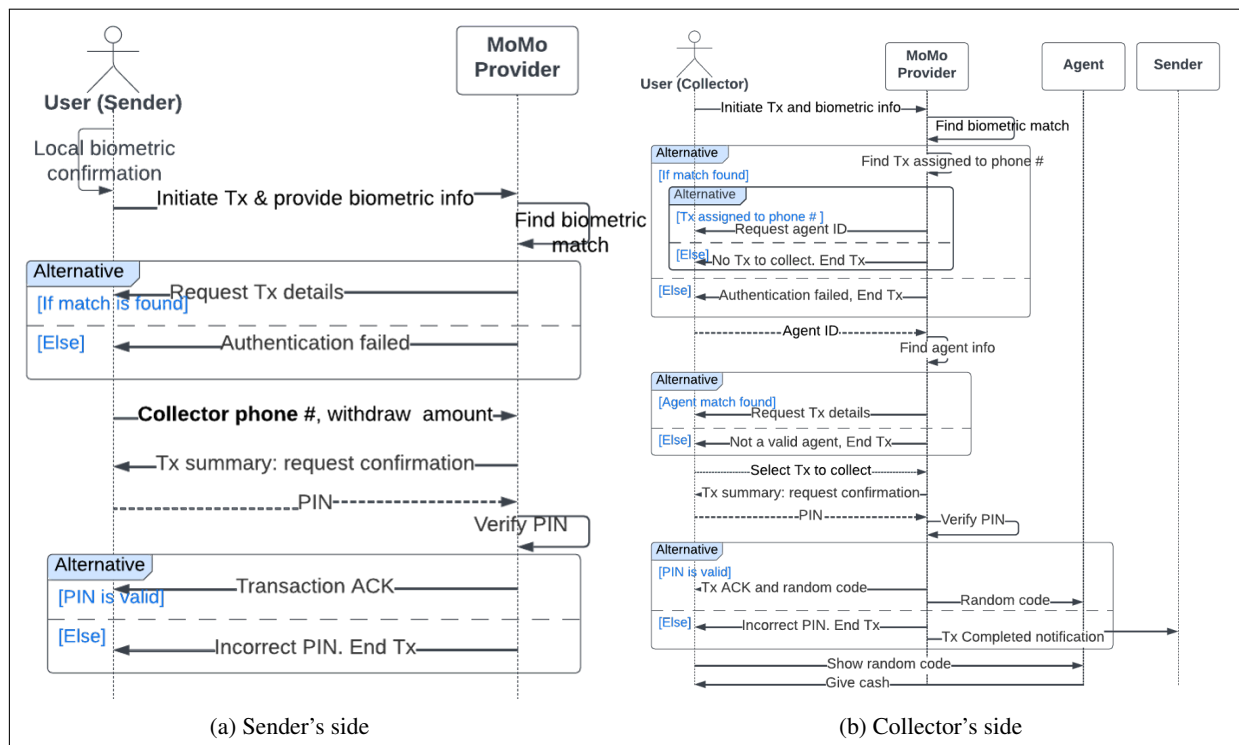 MoMo
Provider
User (Sender)
Local biometric
confirmation
Initiate Tx & provide biometric info
Find biometric
match
Alternative
Request Tx details
[If match is found]
[Else]
Authentication failed
Collector phone #, withdraw amount
Tx summary: request confirmation
PIN
Verify PIN
Alternative
Transaction ACK
[PIN is valid]
[Else]
Incorrect PIN. End Tx
(a) Sender's side
User (Collector)
MoMo
Provider
Agent
Sender
Initiate Tx and biometric info
Find biometric match
Alternative
Find Tx assigned to phone #
[If match found]
Alternative
[Tx assigned to phone # ]
Request agent ID
[Else]
No Tx to collect. End Tx
[Else]
Authentication failed, End Tx
Agent ID
Find agent info
Alternative
[Agent match found]
Request Tx details
[Else]
Not a valid agent, End Tx
Select Tx to collect
Tx summary: request confirmation
PIN
Verify PIN
Alternative
[PIN is valid]
Tx ACK and random code
Random code
[Else]
Incorrect PIN. End Tx
Tx Completed notification
Show random code
Give cash
(b) Collector's side